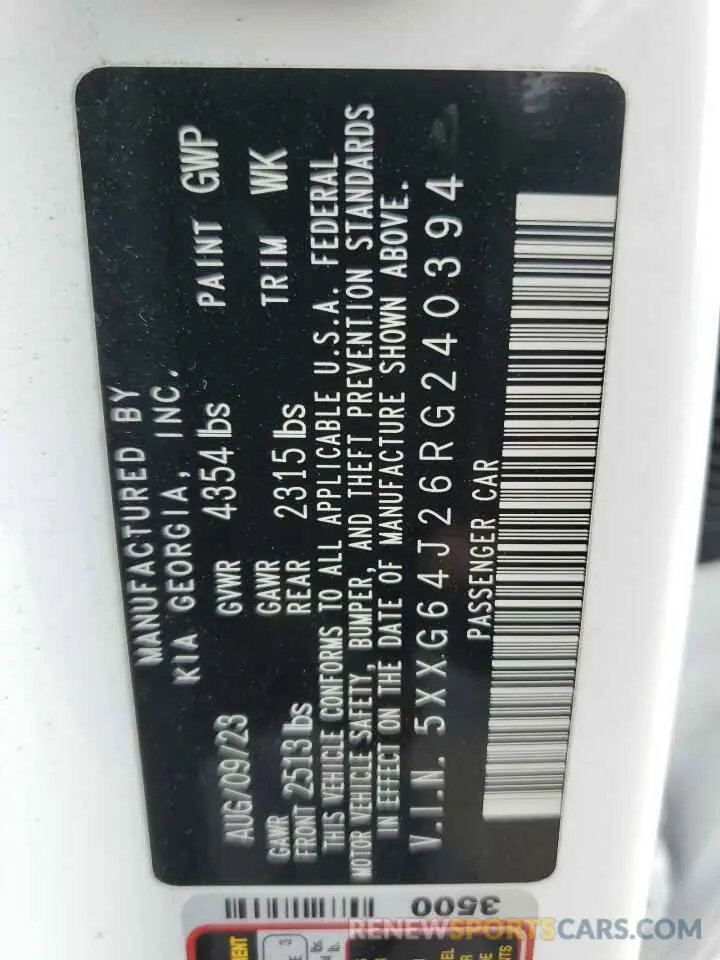 MANUFACTURED BY
KIA GEORGIA, INC.
AUG/09/23 GVWR 4354 lbs PAINT GWP
GAWR FRONT 2513 lbs GAWR REAR 2315 lbs TRIM WK
THIS VEHICLE CONFORMS TO ALL APPLICABLE U.S.A. FEDERAL
MOTOR VEHICLE SAFETY, BUMPER, AND THEFT PREVENTION STANDARDS
IN EFFECT ON THE DATE OF MANUFACTURE SHOWN ABOVE.
V.I.N. 5XXG64J26RG240394
PASSENGER CAR
3500
RENEWSPORTSCARS.COM